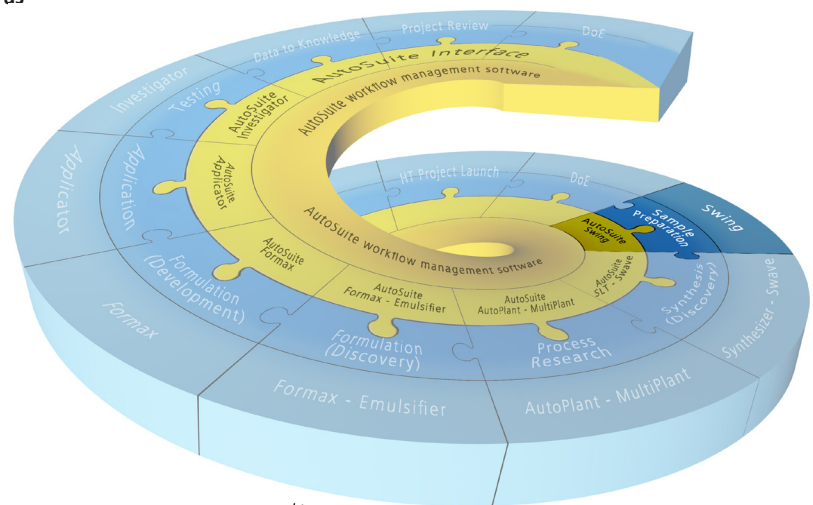 Project Review
DoE
Data to Knowledge
Investigator
Testing
AutoSuite Interface
AutoSuite workflow management software
AutoSuite
Investigator
Applicator
Application
AutoSuite
Applicator
HT Project Launch
DoE
Swing
Sample
Preparation
AutoSuite
Swing
AutoSuite workflow management software
AutoSuite
Formax
Formulation
(Development)
Formax
AutoSuite
Formax - Emulsifier
AutoSuite
AutoPlant - MultiPlant
AutoSuite
SLT - Swave
Synthesis
(Discovery)
Synthesizer - Swave
Formulation
(Discovery)
Process
Research
Formax - Emulsifier
AutoPlant - MultiPlant